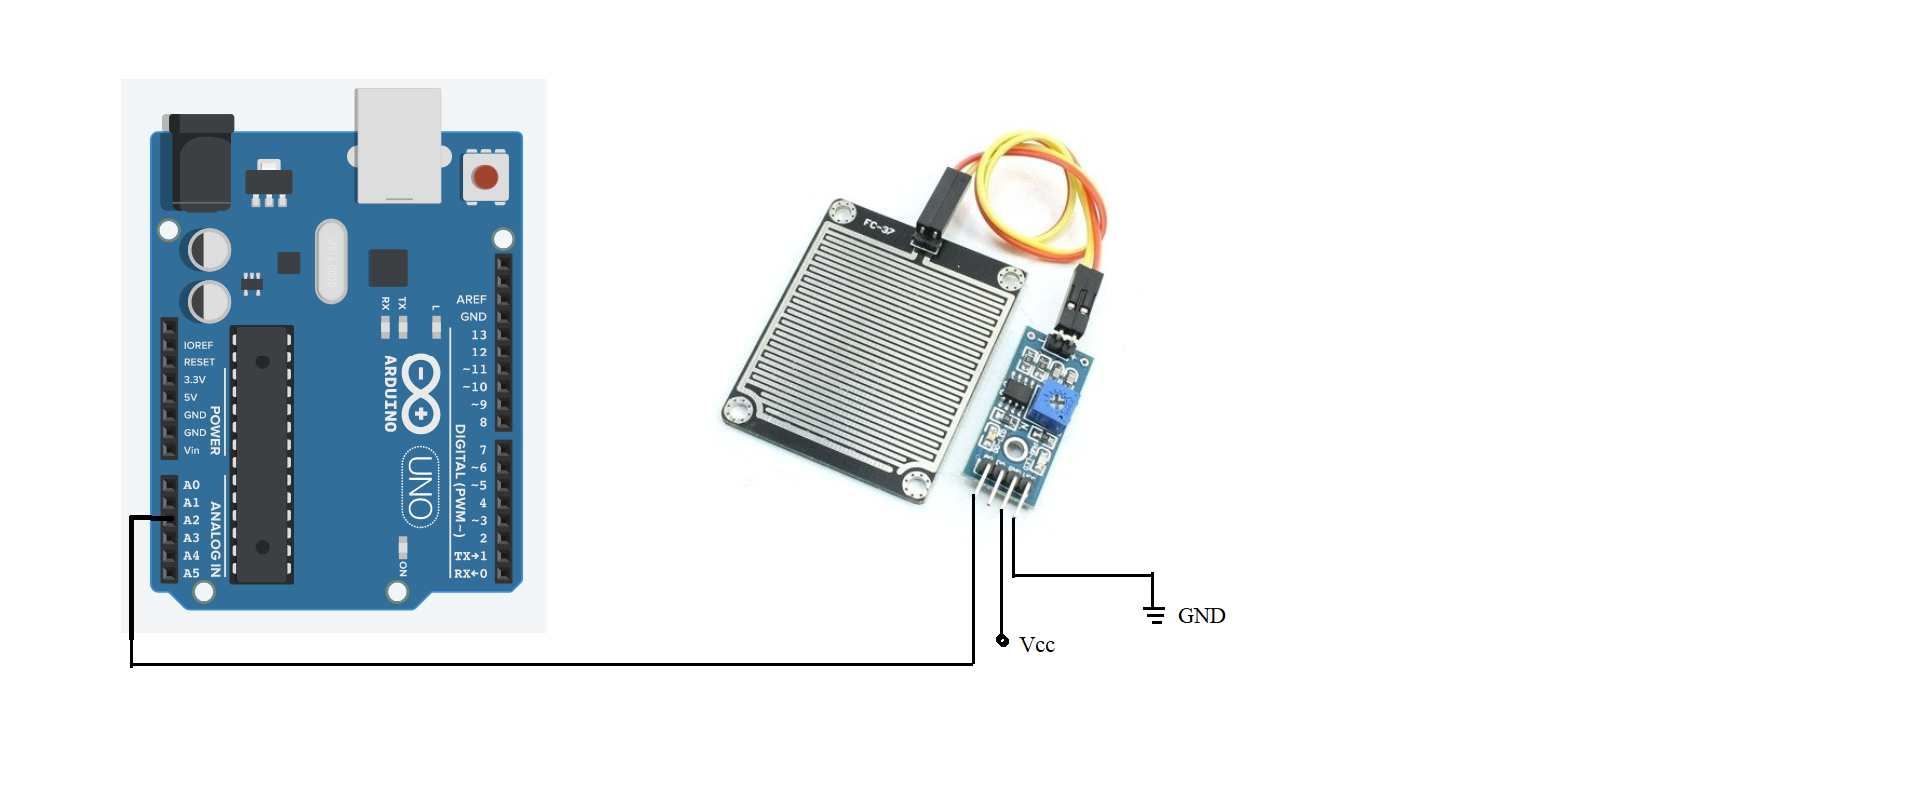 SPK16.000G
RX
TX
L
AREF
GND
13
12
~11
~10
~9
8
7
~6
~5
4
~3
2
TX→1
RX←0
DIGITAL (PWM~)
ARDUINO
UNO
ON
IOREF
RESET
3.3V
5V
GND
GND
Vin
POWER
A0
A1
A2
A3
A4
A5
ANALOG IN
FC-37
GND
Vcc